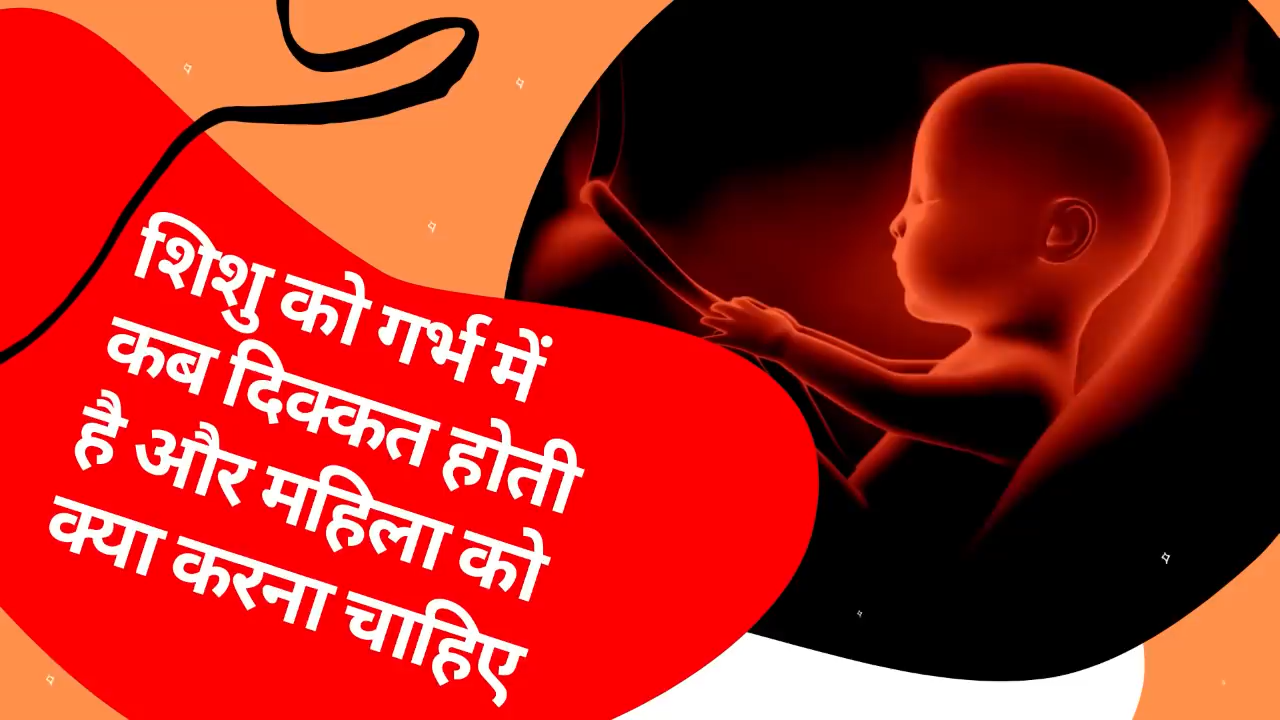 शिशु को गर्भ में
कब दिक्कत होती
है और महिला को
क्या करना चाहिए